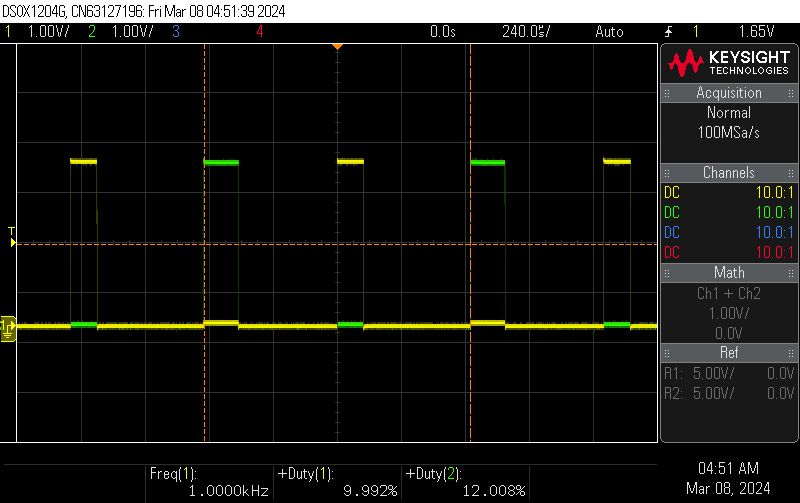 DSOX1204G, CN63127196: Fri Mar 08 04:51:39 2024
1 1.00V/ 2 1.00V/ 3 4 0.0s 240.0㎲/ Auto 1 1.65V
KEYSIGHT
TECHNOLOGIES
Acquisition
Normal
100MSa/s
Channels
DC 10.0:1
DC 10.0:1
DC 10.0:1
DC 10.0:1
Math
Ch1 + Ch2
1.00V/
0.0V
Ref
R1: 5.00V/ 0.0V
R2: 5.00V/ 0.0V
T
1
Freq(1): +Duty(1): +Duty(2):
1.0000kHz 9.992% 12.008%
04:51 AM
Mar 08, 2024